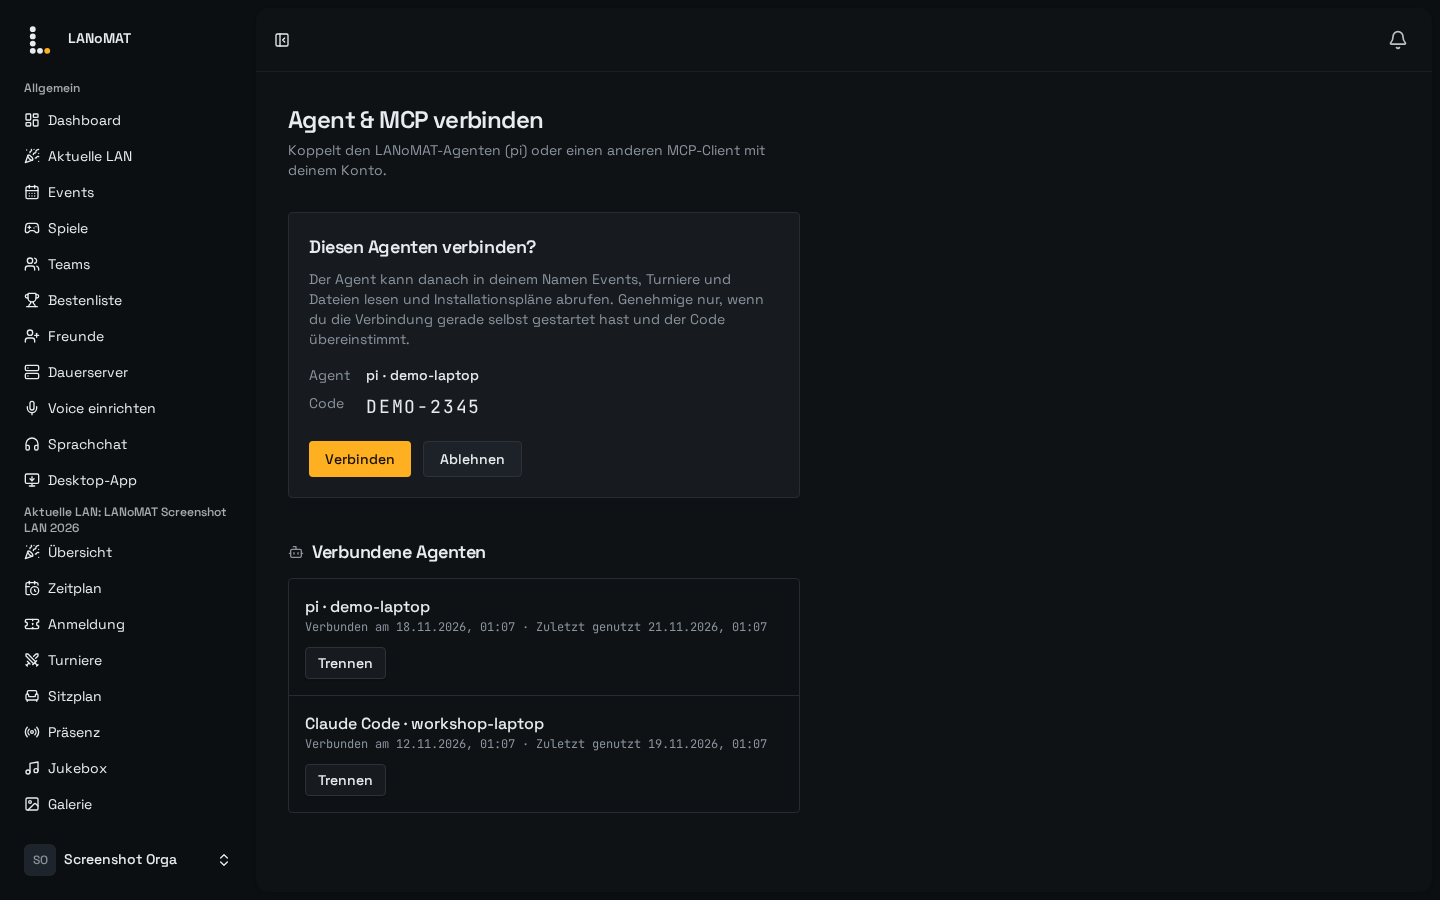 LANoMAT
Allgemein
Dashboard
Aktuelle LAN
Events
Spiele
Teams
Bestenliste
Freunde
Dauerserver
Voice einrichten
Sprachchat
Desktop-App
Aktuelle LAN: LANoMAT Screenshot
LAN 2026
Übersicht
Zeitplan
Anmeldung
Turniere
Sitzplan
Präsenz
Jukebox
Galerie
SO Screenshot Orga
Agent & MCP verbinden
Koppelt den LANoMAT-Agenten (pi) oder einen anderen MCP-Client mit
deinem Konto.
Diesen Agenten verbinden?
Der Agent kann danach in deinem Namen Events, Turniere und
Dateien lesen und Installationspläne abrufen. Genehmige nur, wenn
du die Verbindung gerade selbst gestartet hast und der Code
übereinstimmt.
Agent pi · demo-laptop
Code DEMO-2345
Verbinden Ablehnen
Verbundene Agenten
pi · demo-laptop
Verbunden am 18.11.2026, 01:07 · Zuletzt genutzt 21.11.2026, 01:07
Trennen
Claude Code · workshop-laptop
Verbunden am 12.11.2026, 01:07 · Zuletzt genutzt 19.11.2026, 01:07
Trennen